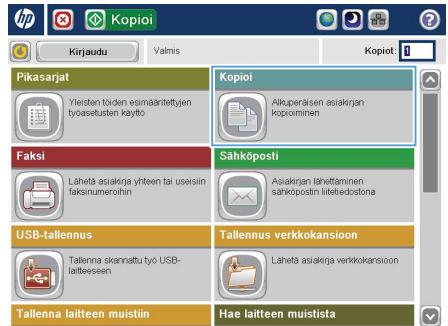 hp Kopioi ?
Kirjaudu Valmis Kopiot: 1
Pikasarjat
Yleisten töiden esimääritettyjen
työasetusten käyttö
Kopioi
Alkuperäisen asiakirjan
kopioiminen
Faksi
Lähetä asiakirja yhteen tai useisiin
faksinumeroihin
Sähköposti
Asiakirjan lähettäminen
sähköpostin liitetiedostona
USB-tallennus
Tallenna skannattu työ USB-
laitteeseen
Tallennus verkkokansioon
Lähetä asiakirja verkkokansioon
Tallenna laitteen muistiin
Hae laitteen muistista